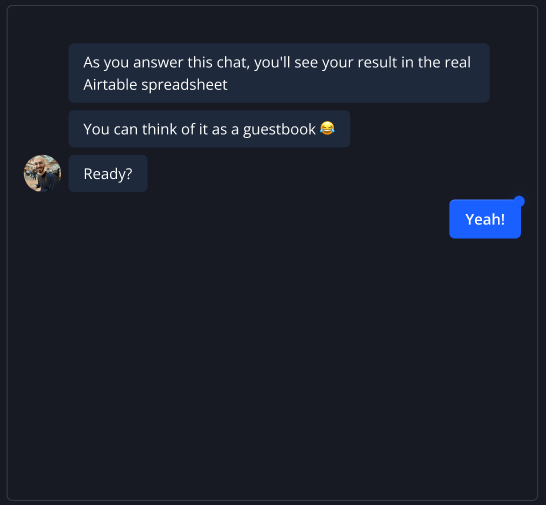 As you answer this chat, you'll see your result in the real
Airtable spreadsheet
You can think of it as a guestbook 😂
Ready?
Yeah!